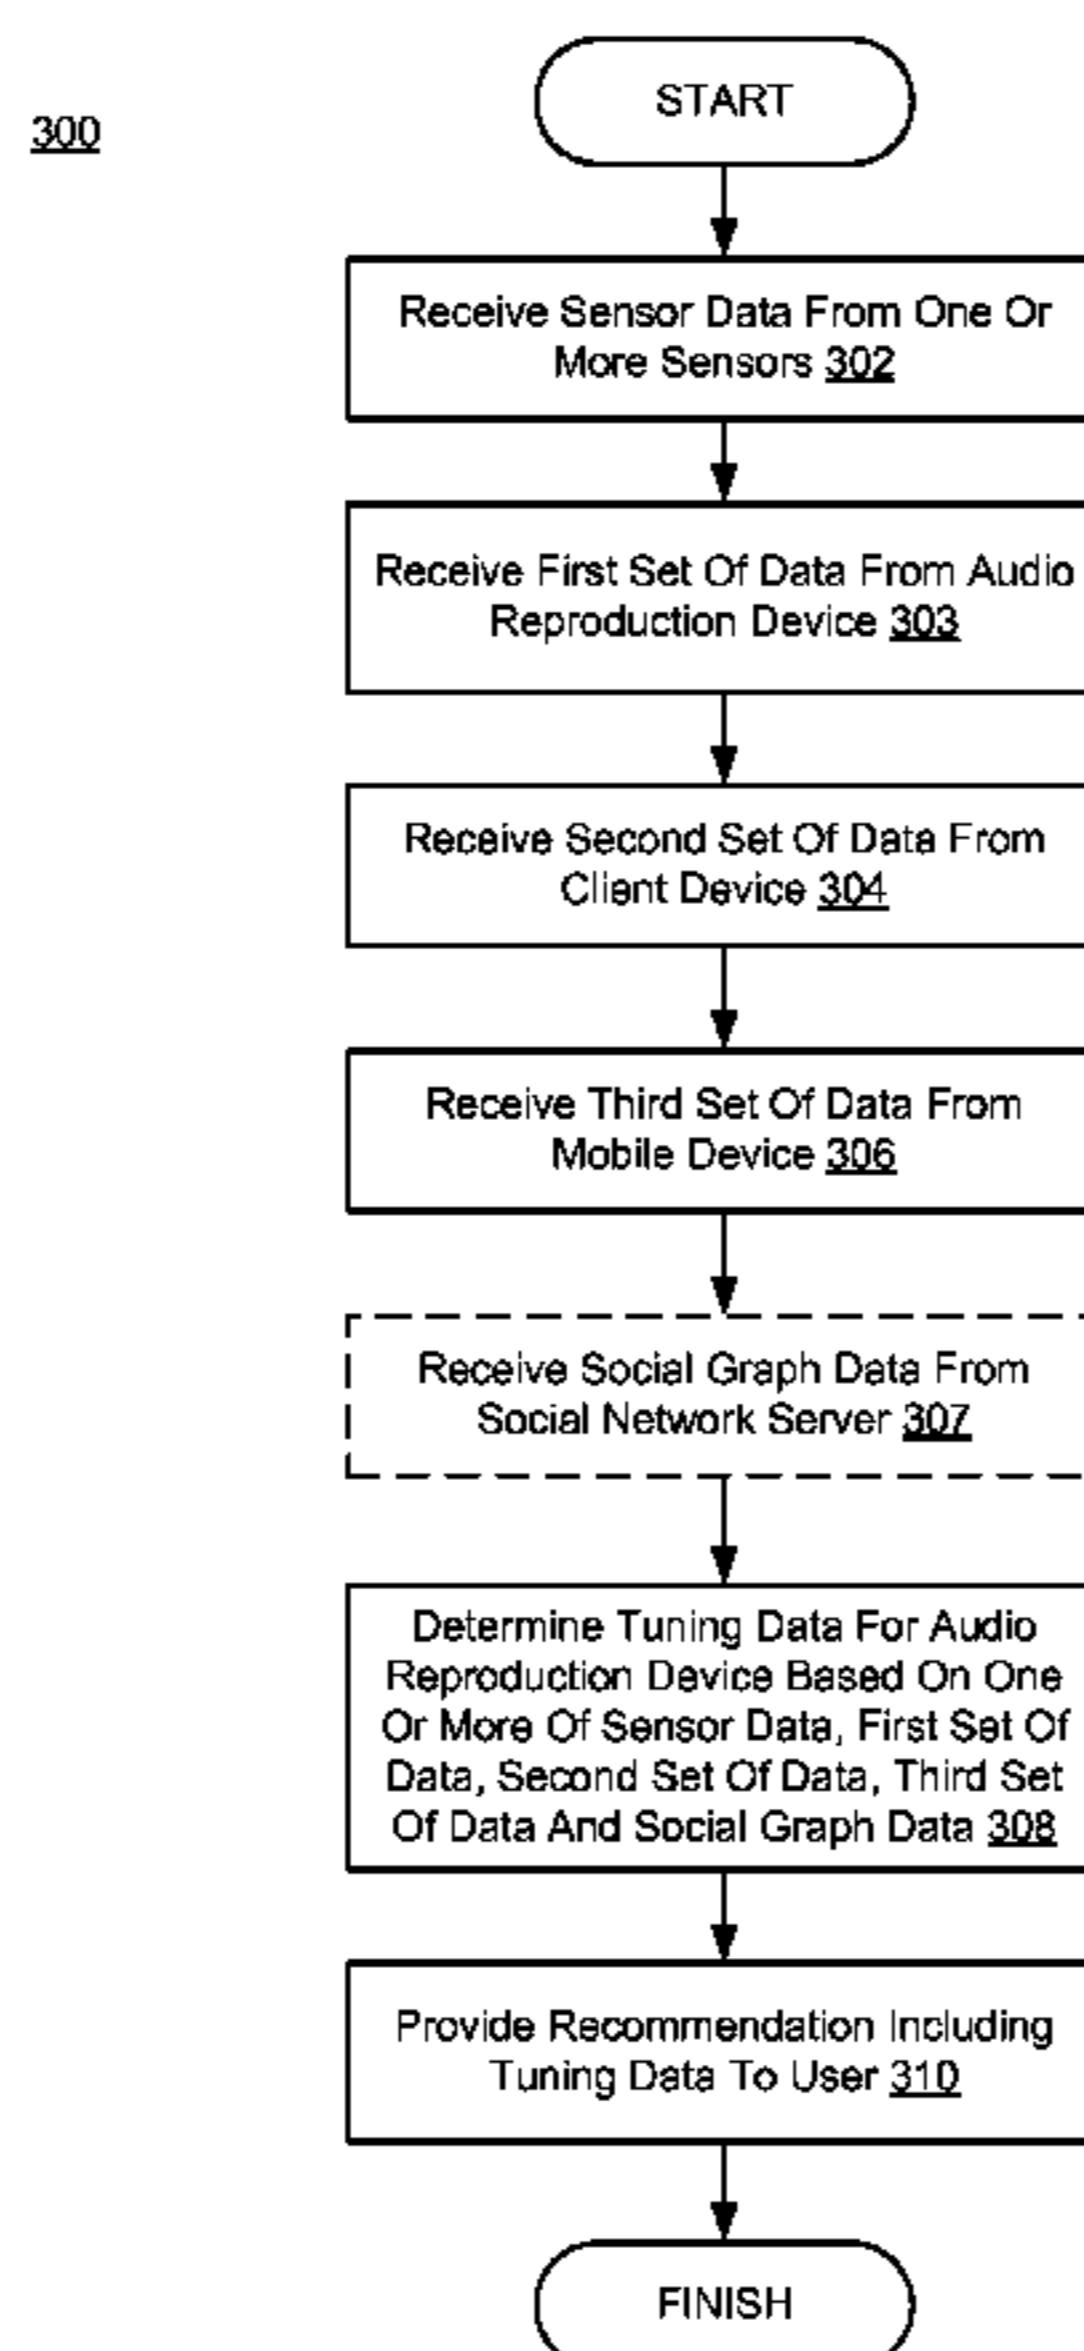 300
START
Receive Sensor Data From One Or
More Sensors 302
Receive First Set Of Data From Audio
Reproduction Device 303
Receive Second Set Of Data From
Client Device 304
Receive Third Set Of Data From
Mobile Device 306
Receive Social Graph Data From
Social Network Server 307
Determine Tuning Data For Audio
Reproduction Device Based On One
Or More Of Sensor Data, First Set Of
Data, Second Set Of Data, Third Set
Of Data And Social Graph Data 308
Provide Recommendation Including
Tuning Data To User 310
FINISH